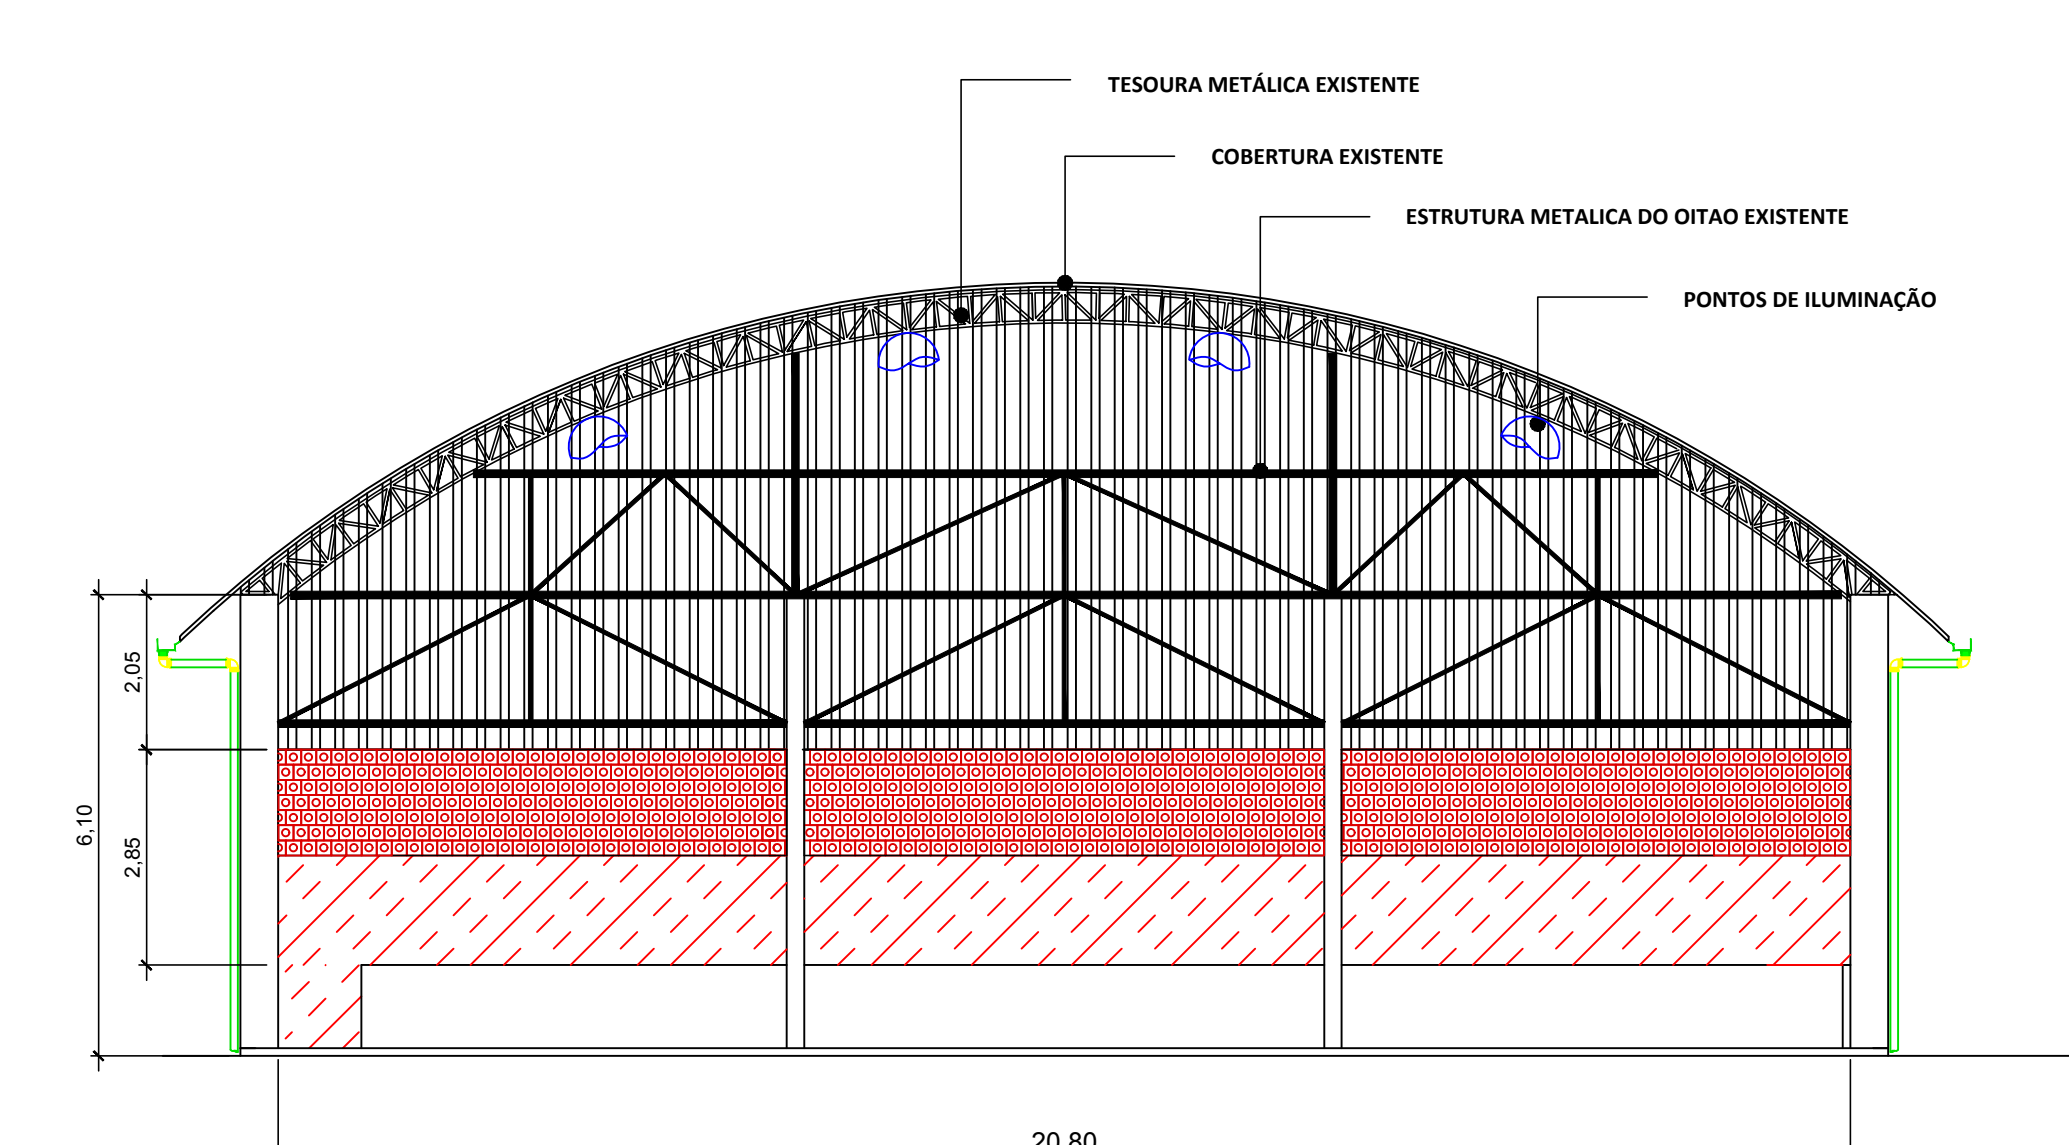 TESOURA METÁLICA EXISTENTE
COBERTURA EXISTENTE
ESTRUTURA METALICA DO OITAO EXISTENTE
PONTOS DE ILUMINAÇÃO
2,05
6,10
2,85
20,80